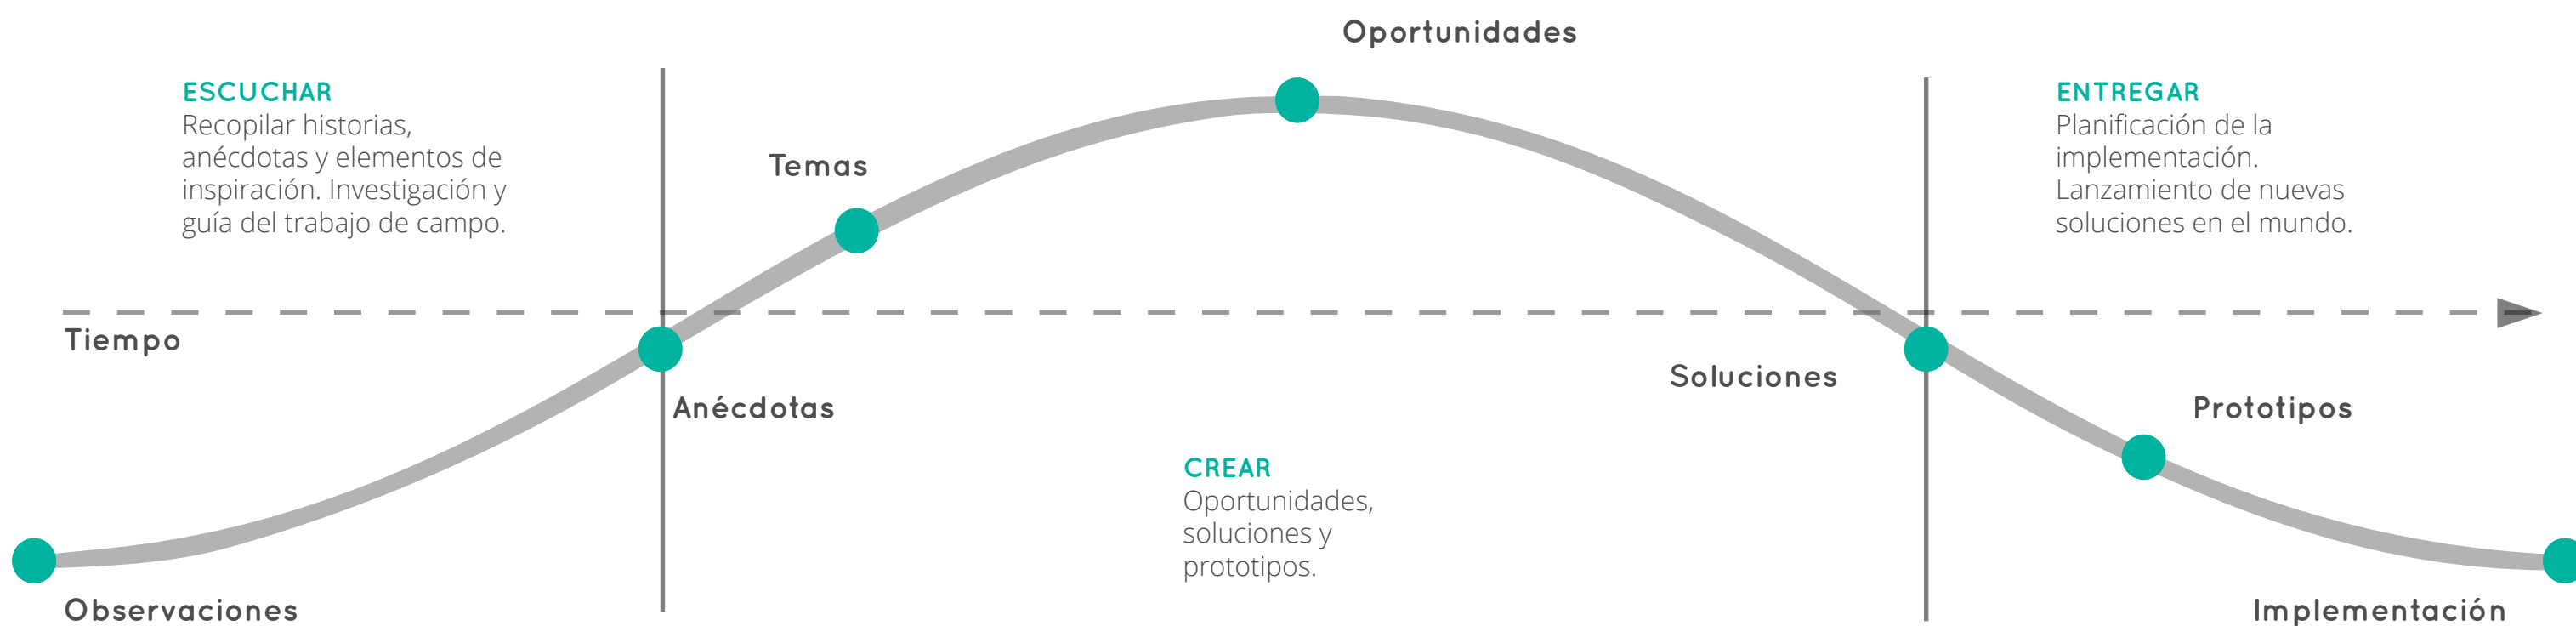 Oportunidades
ESCUCHAR
Recopilar historias,
anécdotas y elementos de
inspiración. Investigación y
guía del trabajo de campo.
Temas
ENTREGAR
Planificación de la
implementación.
Lanzamiento de nuevas
soluciones en el mundo.
Tiempo
Anécdotas
Soluciones
Prototipos
CREAR
Oportunidades,
soluciones y
prototipos.
Observaciones
Implementación